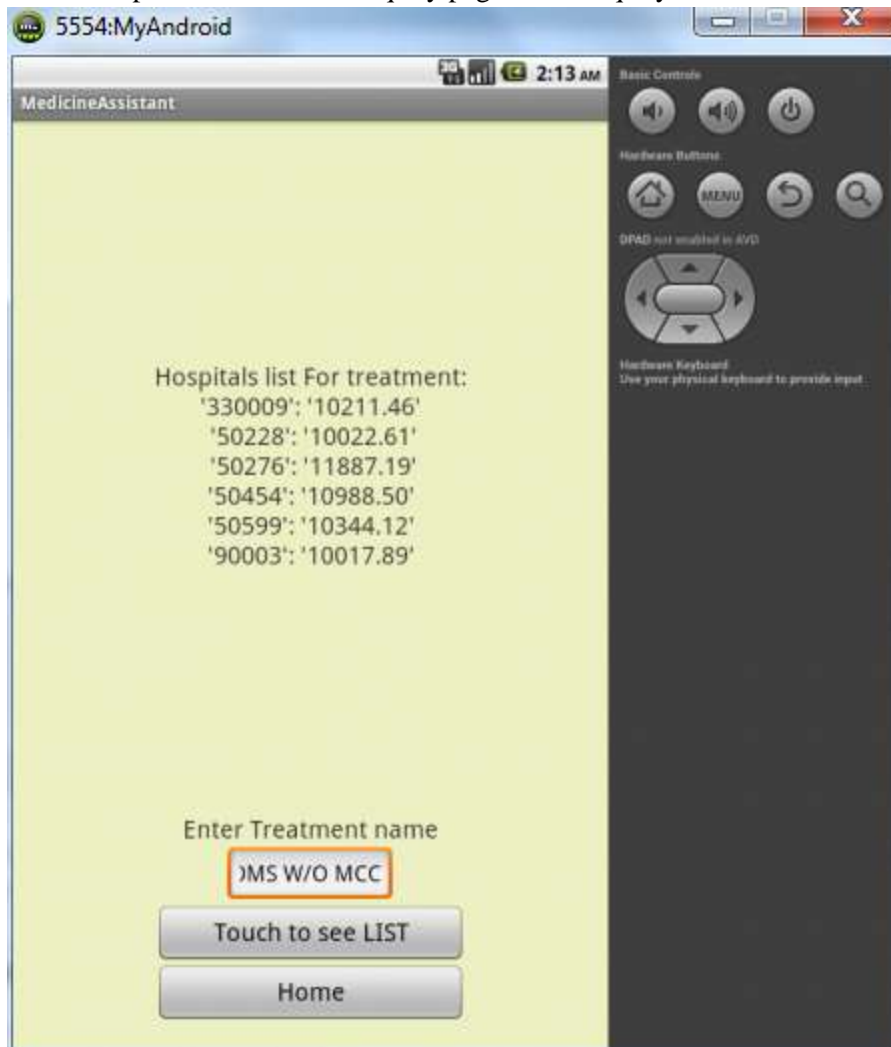 5554:MyAndroid
2:13 AM
MedicineAssistant
Basic Controls
Hardware Buttons
MENU
DPAD not enabled in AVD
Hardware Keyboard
Use your physical keyboard to provide input
Hospitals list For treatment:
'330009': '10211.46'
'50228': '10022.61'
'50276': '11887.19'
'50454': '10988.50'
'50599': '10344.12'
'90003': '10017.89'
Enter Treatment name
MS W/O MCC
Touch to see LIST
Home